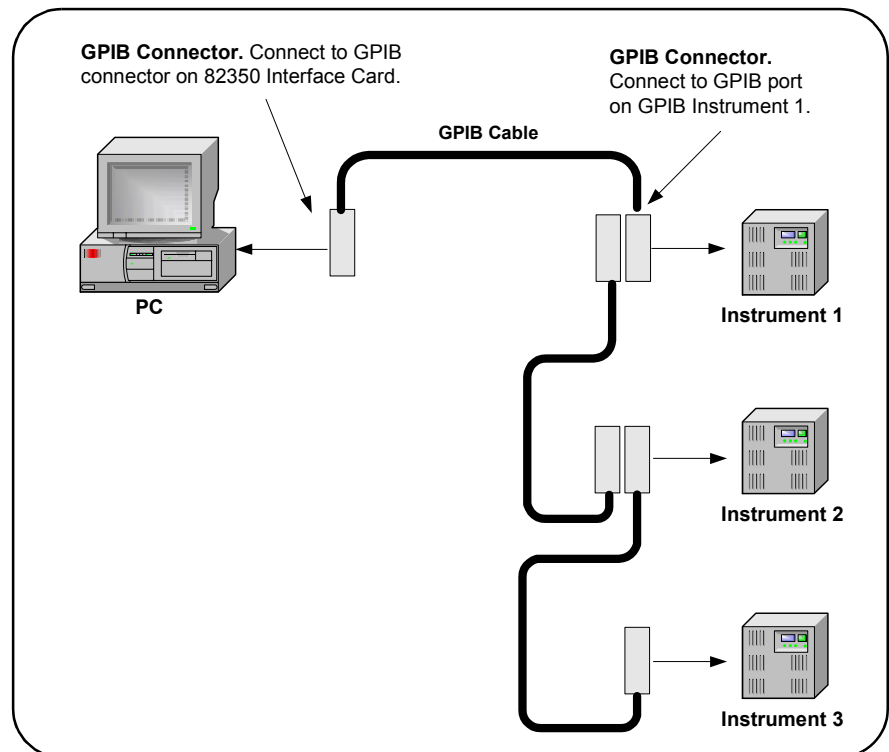 GPIB Connector. Connect to GPIB
connector on 82350 Interface Card.
GPIB Connector.
Connect to GPIB port
on GPIB Instrument 1.
GPIB Cable
PC
Instrument 1
Instrument 2
Instrument 3